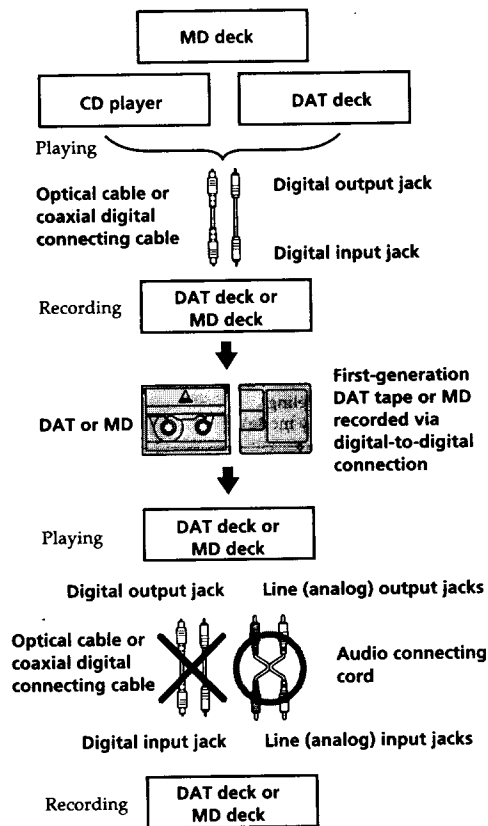 MD deck
CD player
DAT deck
Playing
Optical cable or
coaxial digital
connecting cable
Digital output jack
Digital input jack
Recording
DAT deck or
MD deck
DAT or MD
First-generation
DAT tape or MD
recorded via
digital-to-digital
connection
Playing
DAT deck or
MD deck
Digital output jack
Line (analog) output jacks
Optical cable or
coaxial digital
connecting cable
Audio connecting
cord
Digital input jack
Line (analog) input jacks
Recording
DAT deck or
MD deck